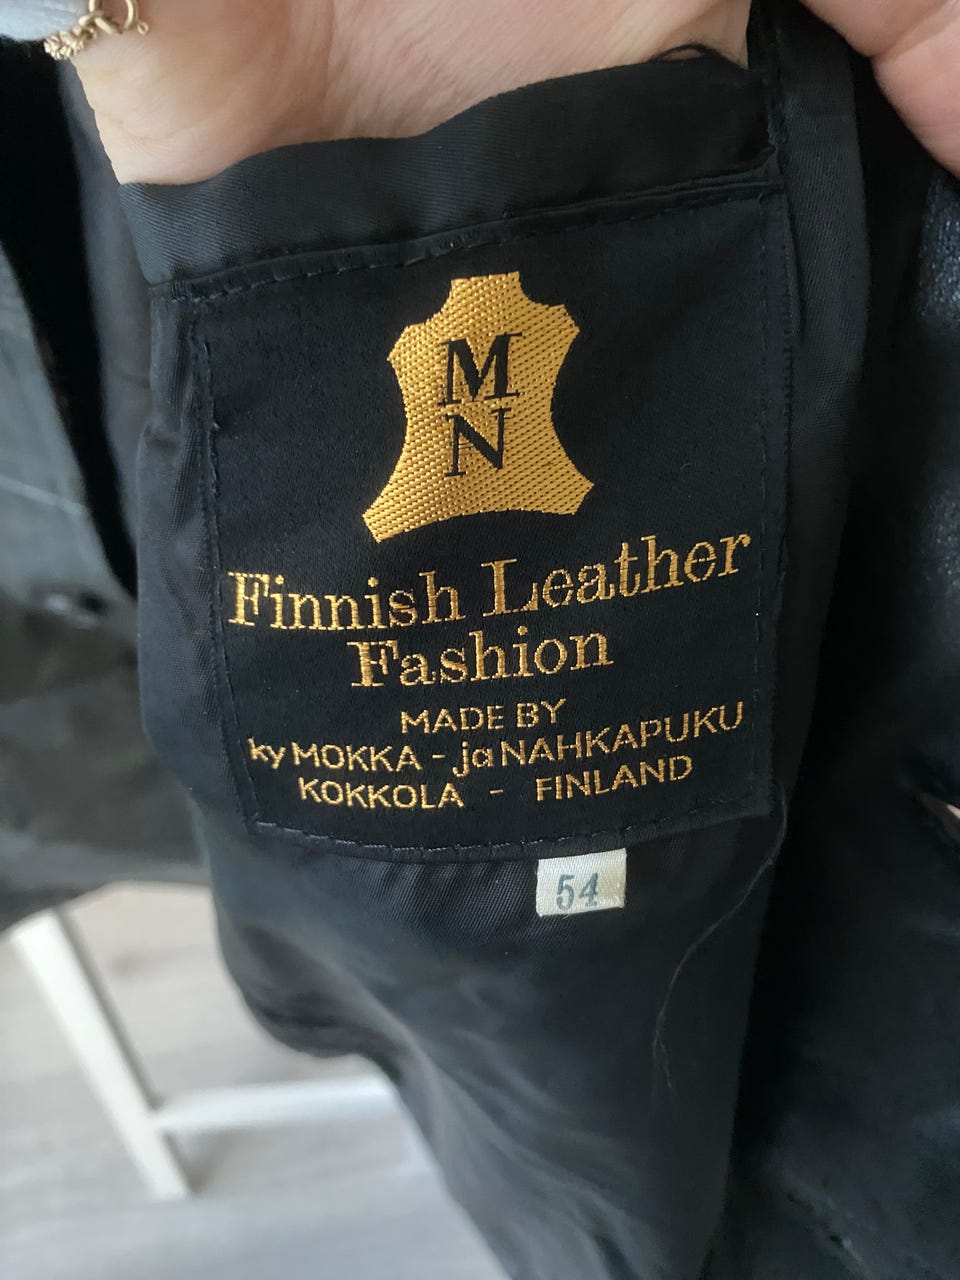 M
N
Finnish Leather
Fashion
MADE BY
ky MOKKA - ja NAHKAPUKU
KOKKOLA - FINLAND
54